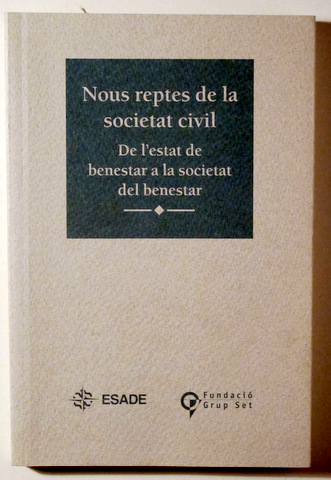 Nous reptes de la
societat civil
De l'estat de
benestar a la societat
del benestar
ESADE
Fundació
Grup Set